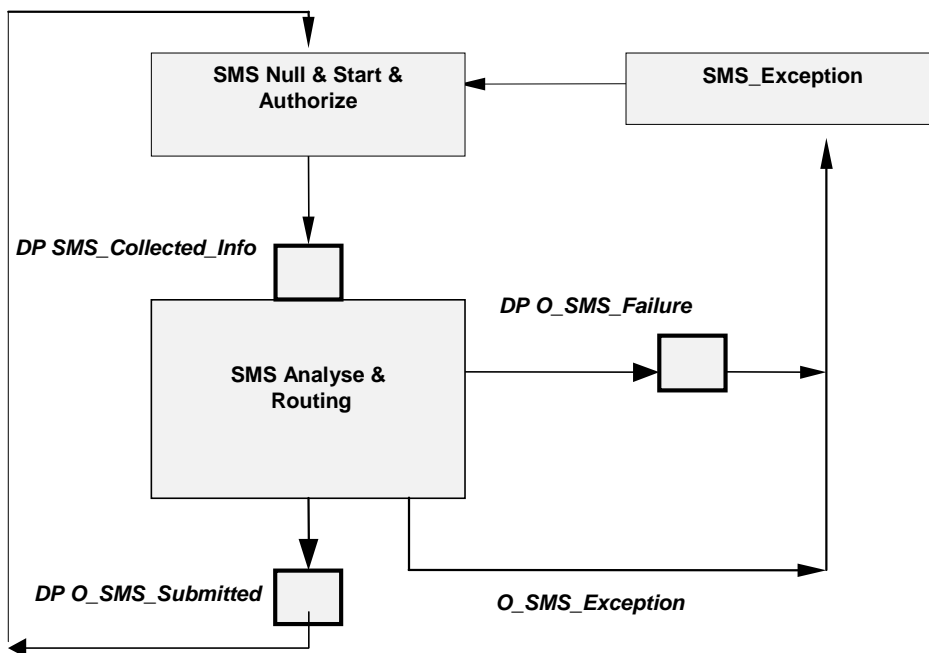 SMS Null & Start &
Authorize
SMS_Exception
DP SMS_Collected_Info
DP O_SMS_Failure
SMS Analyse &
Routing
DP O_SMS_Submitted
O_SMS_Exception